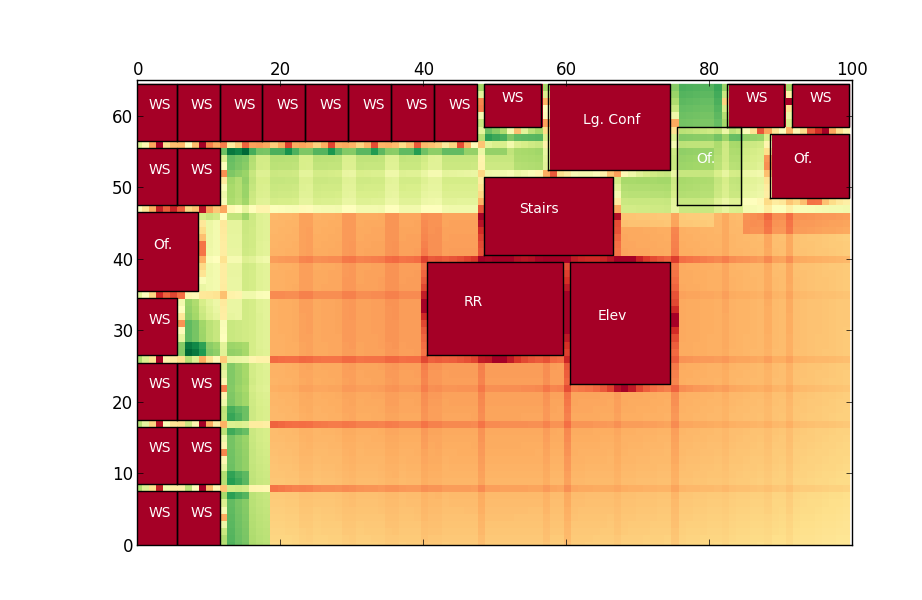 0 20 40 60 80 100
60 WS WS WS WS WS WS WS WS WS Lg. Conf WS WS
50 WS WS Of. Of.
Stairs
40 Of.
30 WS RR Elev
20 WS WS
10 WS WS
WS WS
0